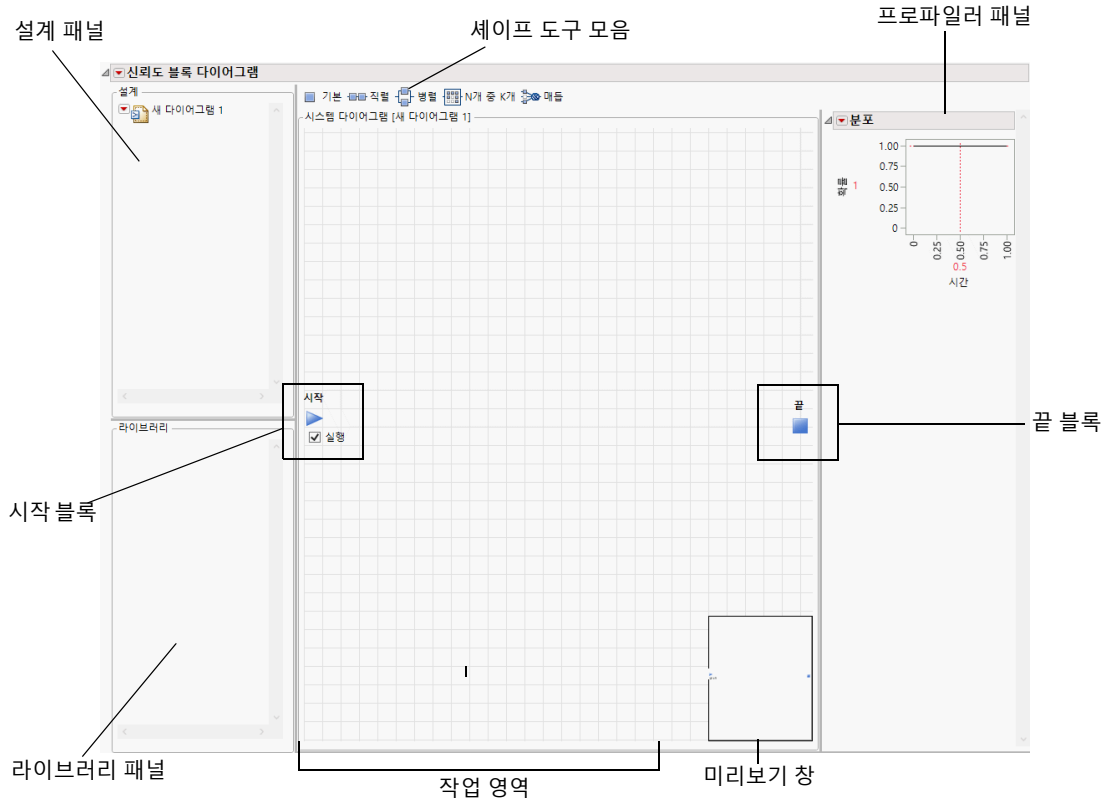 설계 패널
셰이프 도구 모음
프로파일러 패널
신뢰도 블록 다이어그램
설계
새 다이어그램 1
기본 직렬 병렬 N개 중 K개 매듭
시스템 다이어그램 [새 다이어그램 1]
분포
1.00
0.75
0.50
0.25
0
확률 1
0 0.25 0.50 0.75 1.00
0.5
시간
시작
실행
끝
끝 블록
라이브러리
시작 블록
라이브러리 패널
작업 영역
미리보기 창